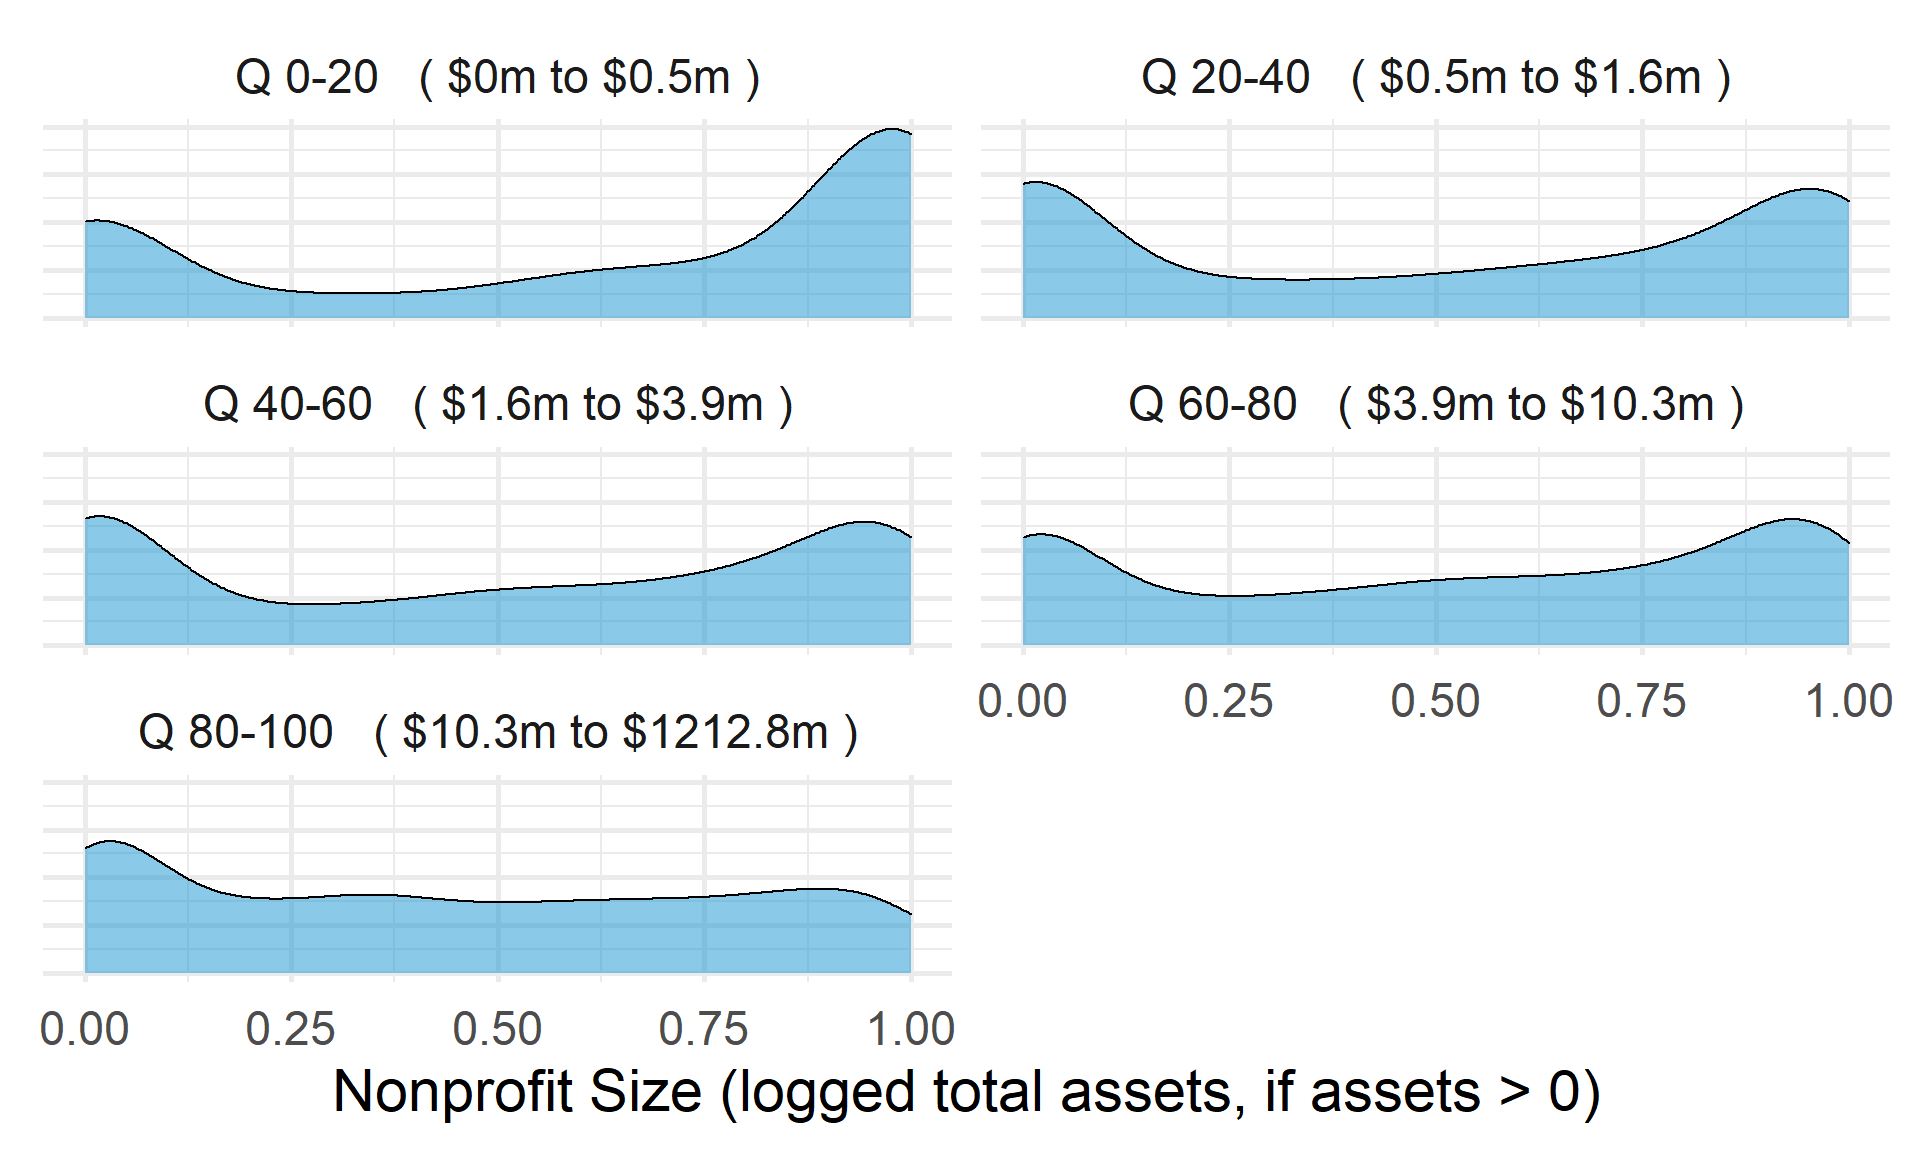 Q 0-20 ( $0m to $0.5m )
Q 20-40 ( $0.5m to $1.6m )
Q 40-60 ( $1.6m to $3.9m )
Q 60-80 ( $3.9m to $10.3m )
0.00 0.25 0.50 0.75 1.00
Q 80-100 ( $10.3m to $1212.8m )
0.00 0.25 0.50 0.75 1.00
Nonprofit Size (logged total assets, if assets > 0)